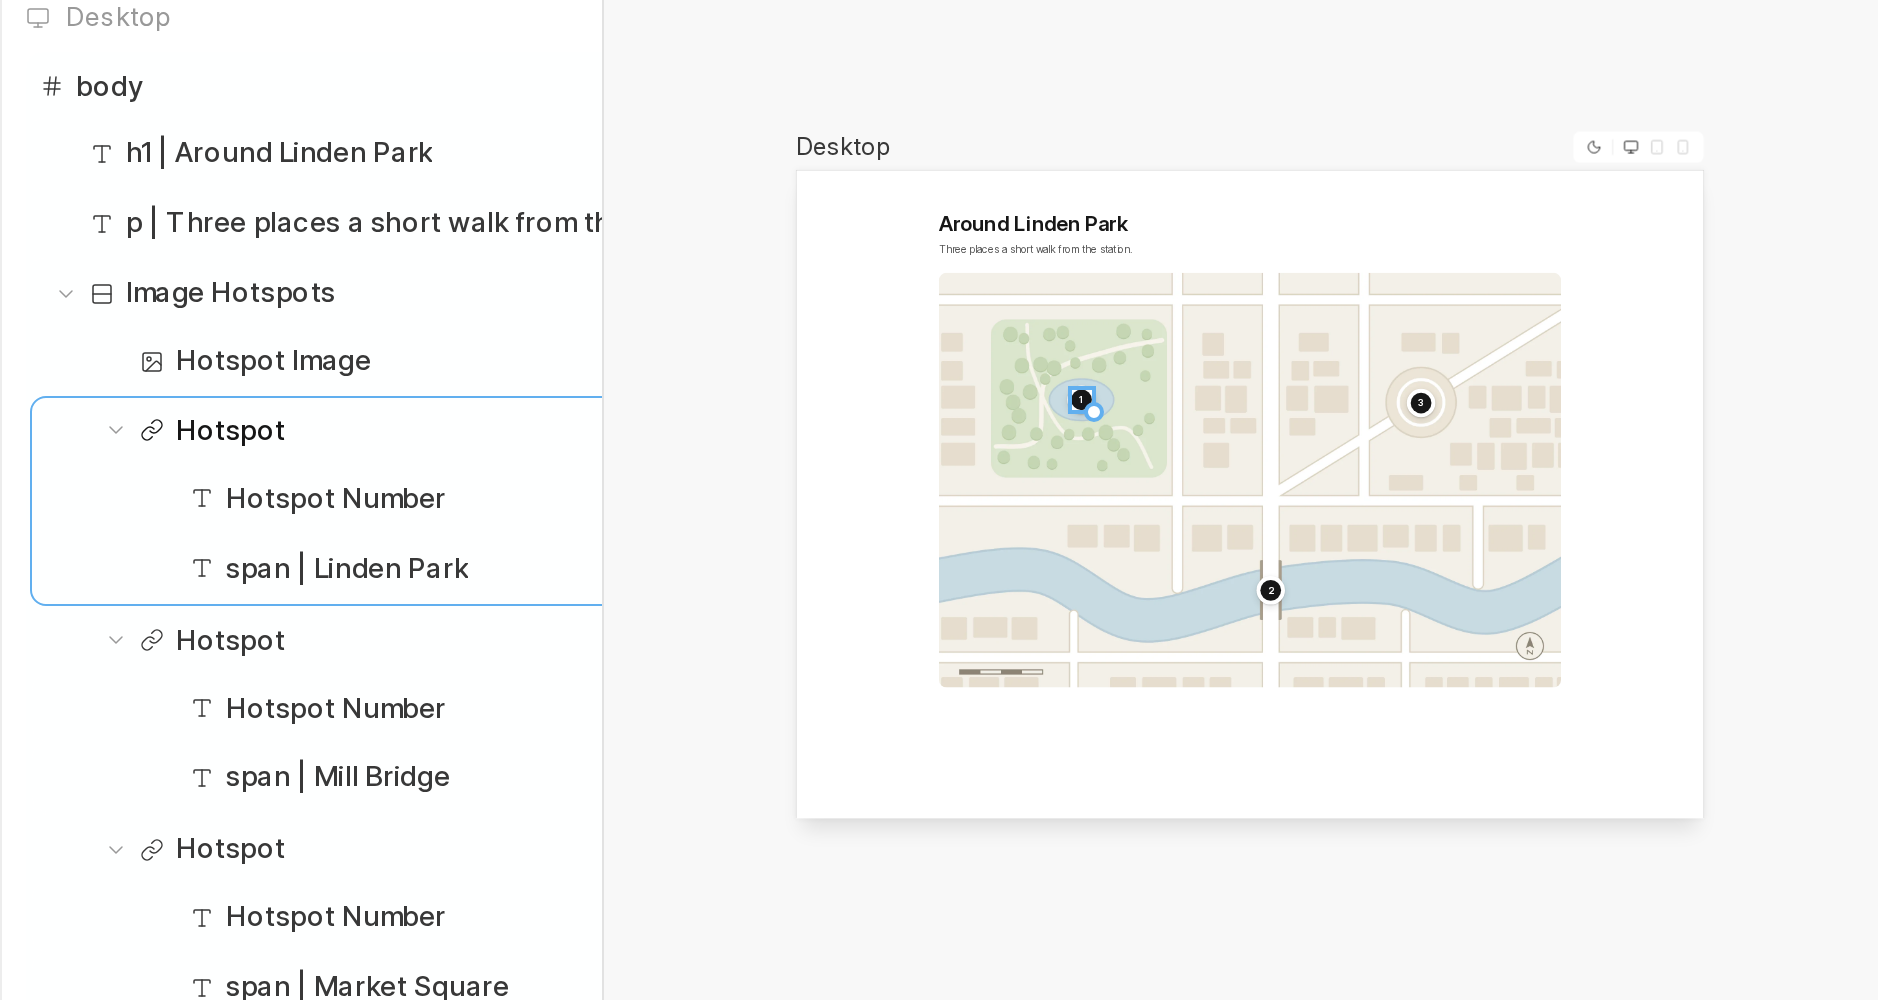 Desktop
body
h1 | Around Linden Park
p | Three places a short walk from th
Image Hotspots
Hotspot Image
Hotspot
Hotspot Number
span | Linden Park
Hotspot
Hotspot Number
span | Mill Bridge
Hotspot
Hotspot Number
span | Market Square
Desktop
Around Linden Park
Three places a short walk from the station.
1
3
2
N